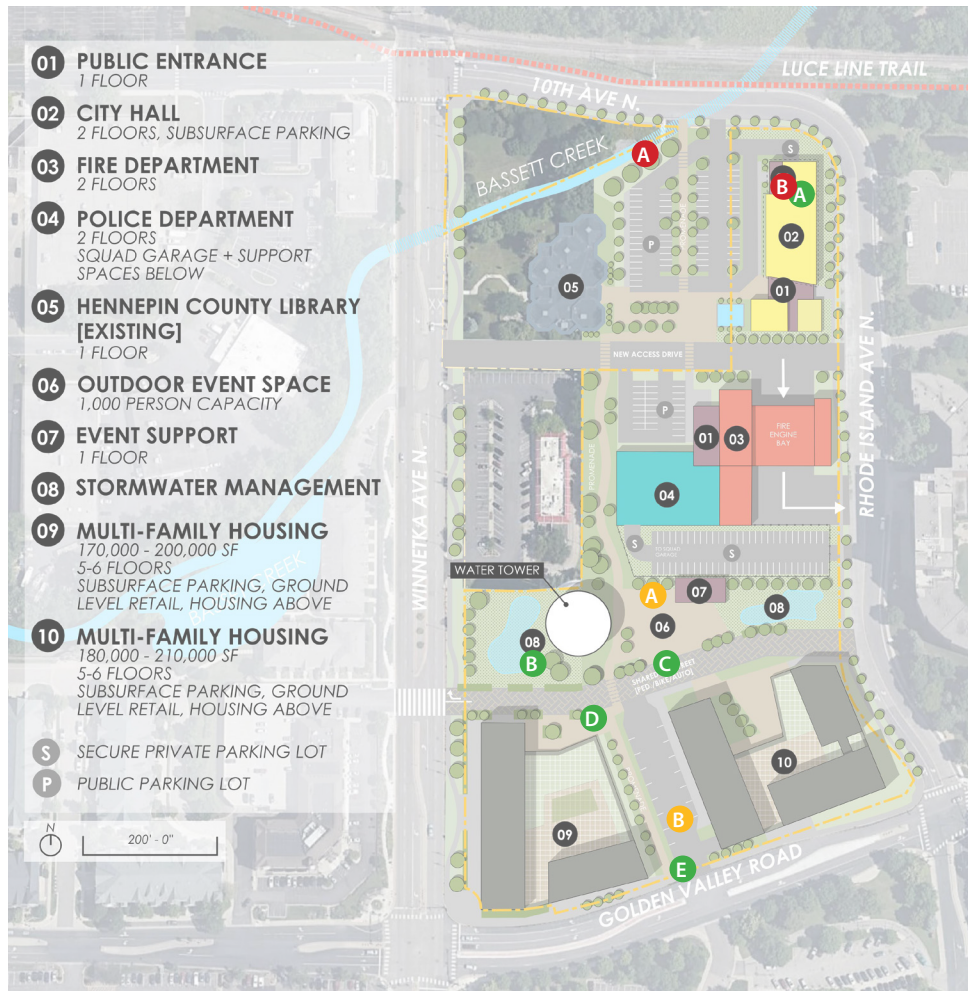 01 PUBLIC ENTRANCE
1 FLOOR
02 CITY HALL
2 FLOORS, SUBSURFACE PARKING
03 FIRE DEPARTMENT
2 FLOORS
04 POLICE DEPARTMENT
2 FLOORS
SQUAD GARAGE + SUPPORT
SPACES BELOW
05 HENNEPIN COUNTY LIBRARY
[EXISTING]
1 FLOOR
06 OUTDOOR EVENT SPACE
1,000 PERSON CAPACITY
07 EVENT SUPPORT
1 FLOOR
08 STORMWATER MANAGEMENT
09 MULTI-FAMILY HOUSING
170,000 - 200,000 SF
5-6 FLOORS
SUBSURFACE PARKING, GROUND
LEVEL RETAIL, HOUSING ABOVE
10 MULTI-FAMILY HOUSING
180,000 - 210,000 SF
5-6 FLOORS
SUBSURFACE PARKING, GROUND
LEVEL RETAIL, HOUSING ABOVE
S SECURE PRIVATE PARKING LOT
P PUBLIC PARKING LOT
N
200' - 0"
LUCE LINE TRAIL
10TH AVE N.
BASSETT CREEK
A
S
B
A
02
P
05
01
NEW ACCESS DRIVE
RHODE ISLAND AVE N.
WINNETKA AVE N.
P
01
03
FIRE
ENGINE
BAY
PROMENADE
04
S
S
WATER TOWER
A
07
08
06
08
B
C
D
10
09
B
E
GOLDEN VALLEY ROAD